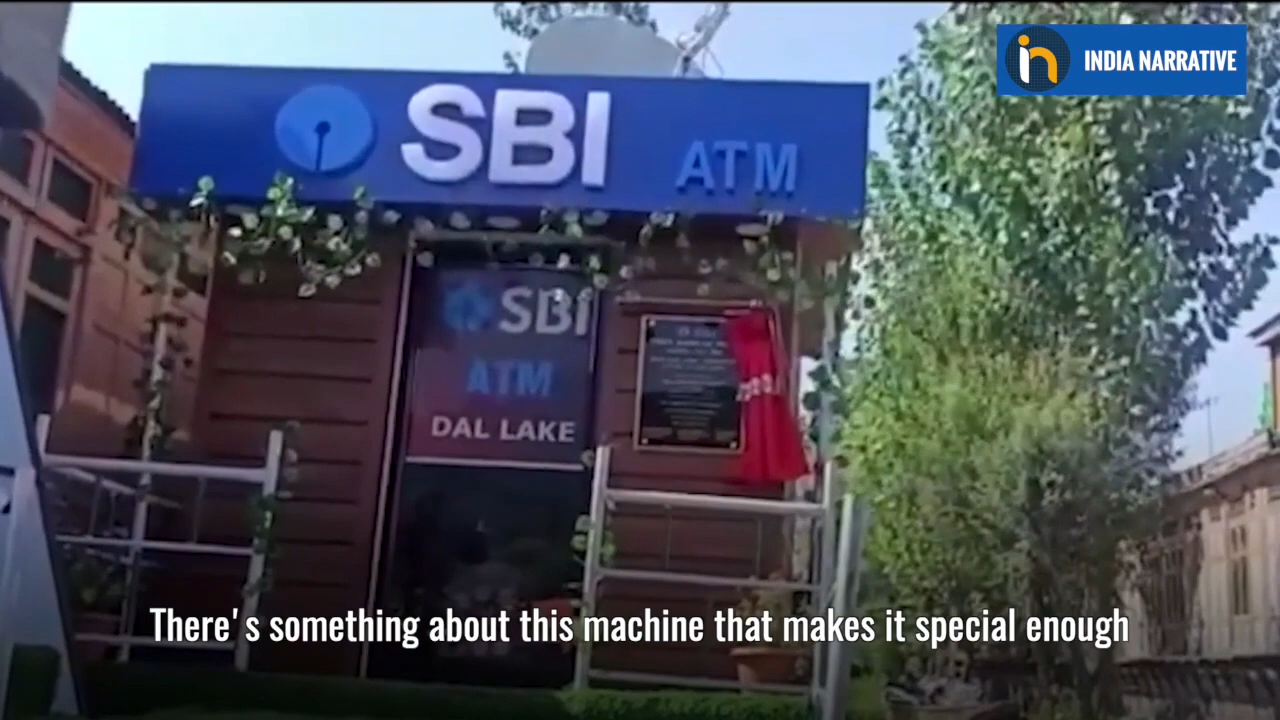 INDIA NARRATIVE
SBI ATM
SBI
ATM
DAL LAKE
There's something about this machine that makes it special enough